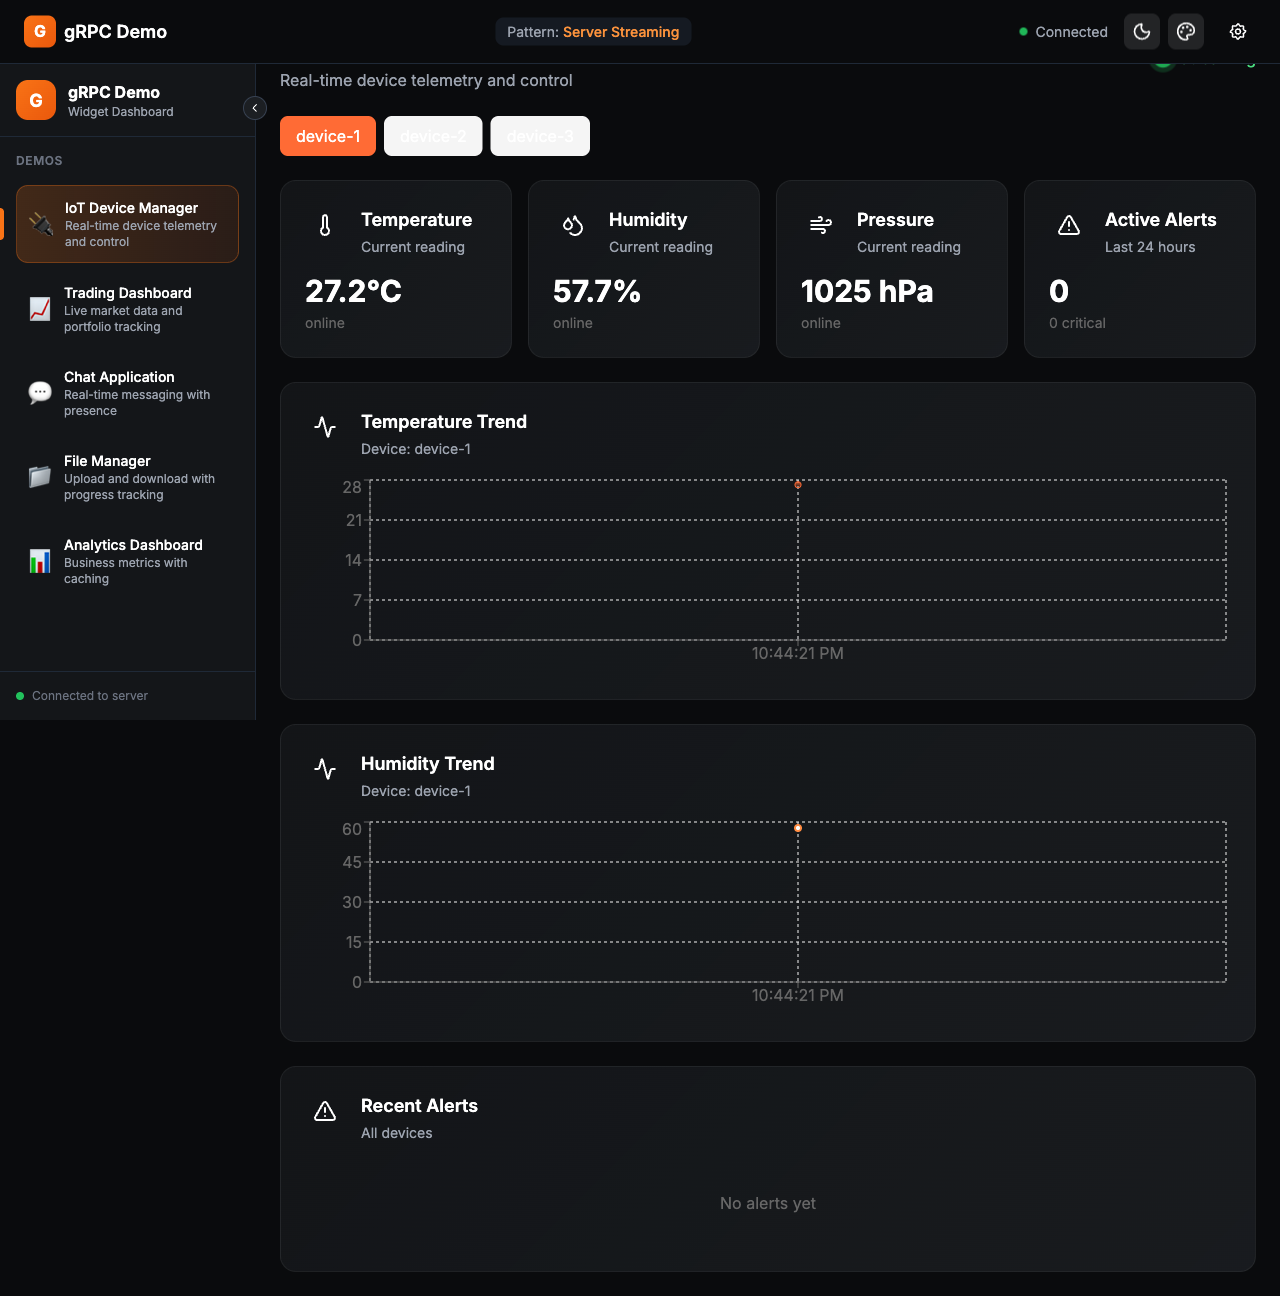 G
gRPC Demo
Pattern: Server Streaming
Connected
G
gRPC Demo
Widget Dashboard
DEMOS
IoT Device Manager
Real-time device telemetry
and control
Trading Dashboard
Live market data and
portfolio tracking
Chat Application
Real-time messaging with
presence
File Manager
Upload and download with
progress tracking
Analytics Dashboard
Business metrics with
caching
Connected to server
Real-time device telemetry and control
device-1
device-2
device-3
Temperature
Current reading
27.2°C
online
Humidity
Current reading
57.7%
online
Pressure
Current reading
1025 hPa
online
Active Alerts
Last 24 hours
0
0 critical
Temperature Trend
Device: device-1
28
21
14
7
0
10:44:21 PM
Humidity Trend
Device: device-1
60
45
30
15
0
10:44:21 PM
Recent Alerts
All devices
No alerts yet